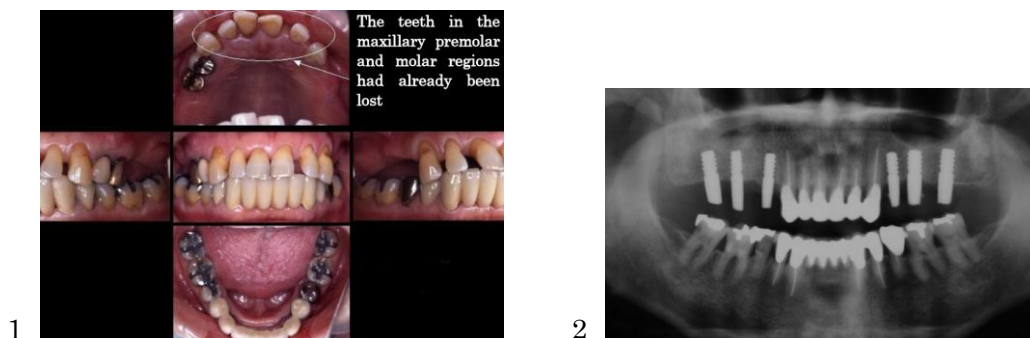 The teeth in the
maxillary premolar
and molar regions
had already been
lost
1
2